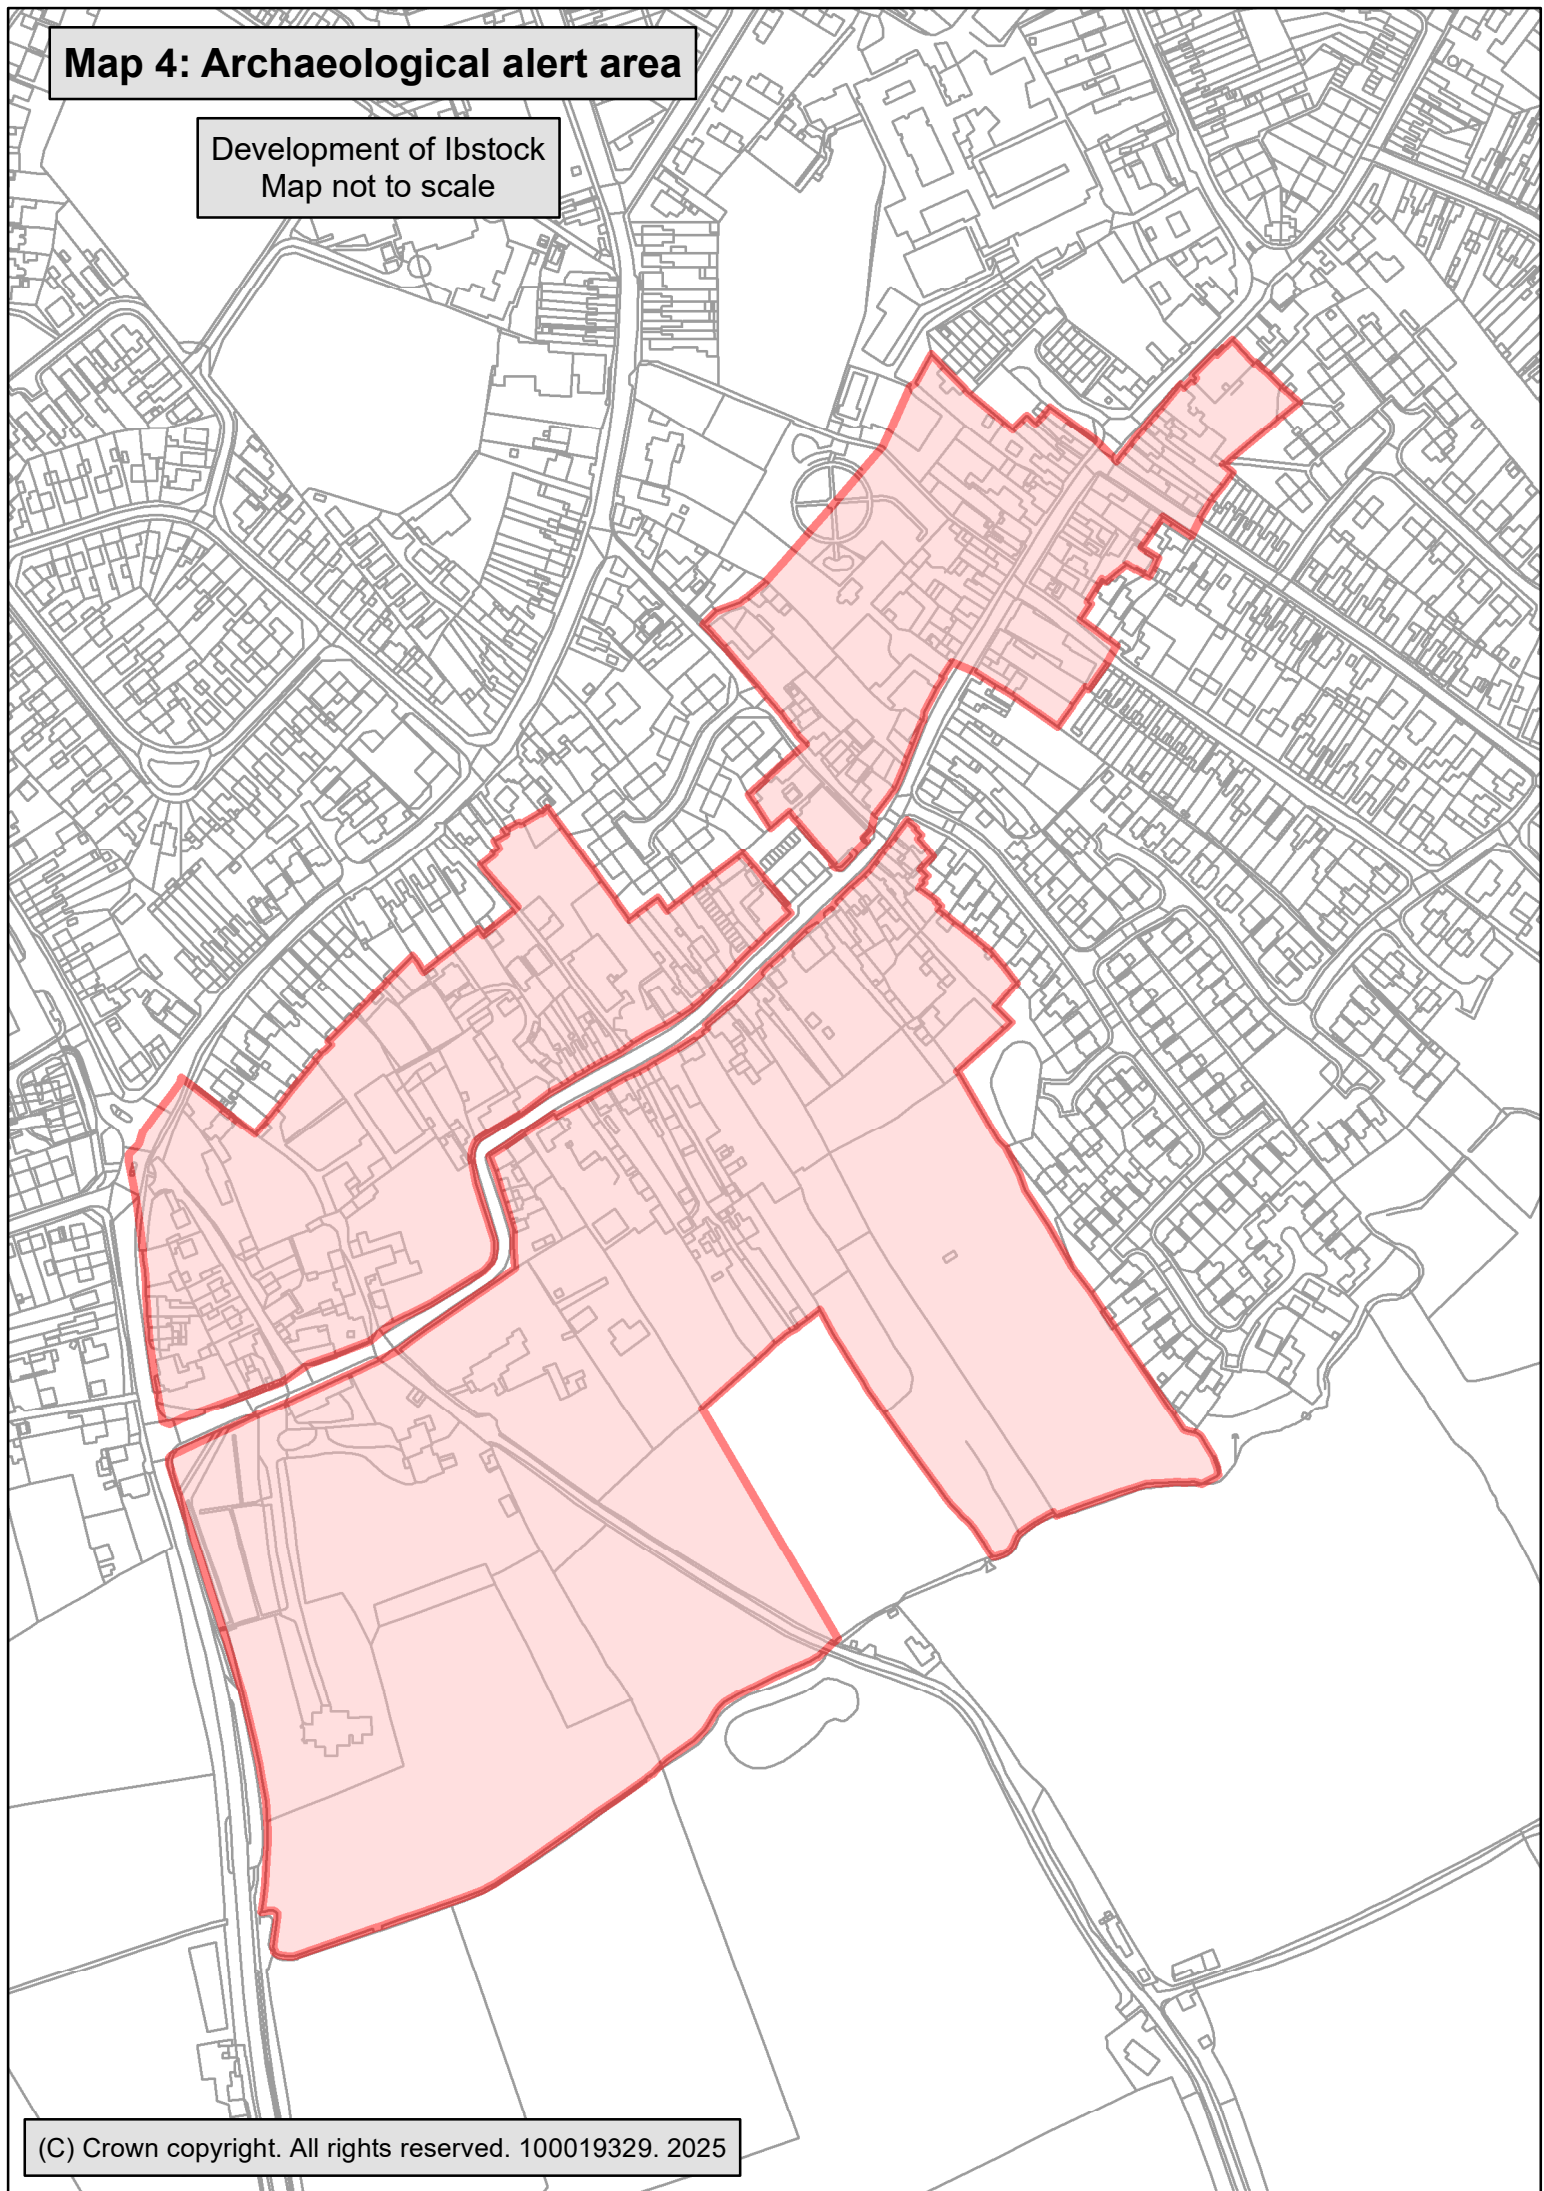 Map 4: Archaeological alert area
Development of Ibstock
Map not to scale
(C) Crown copyright. All rights reserved. 100019329. 2025